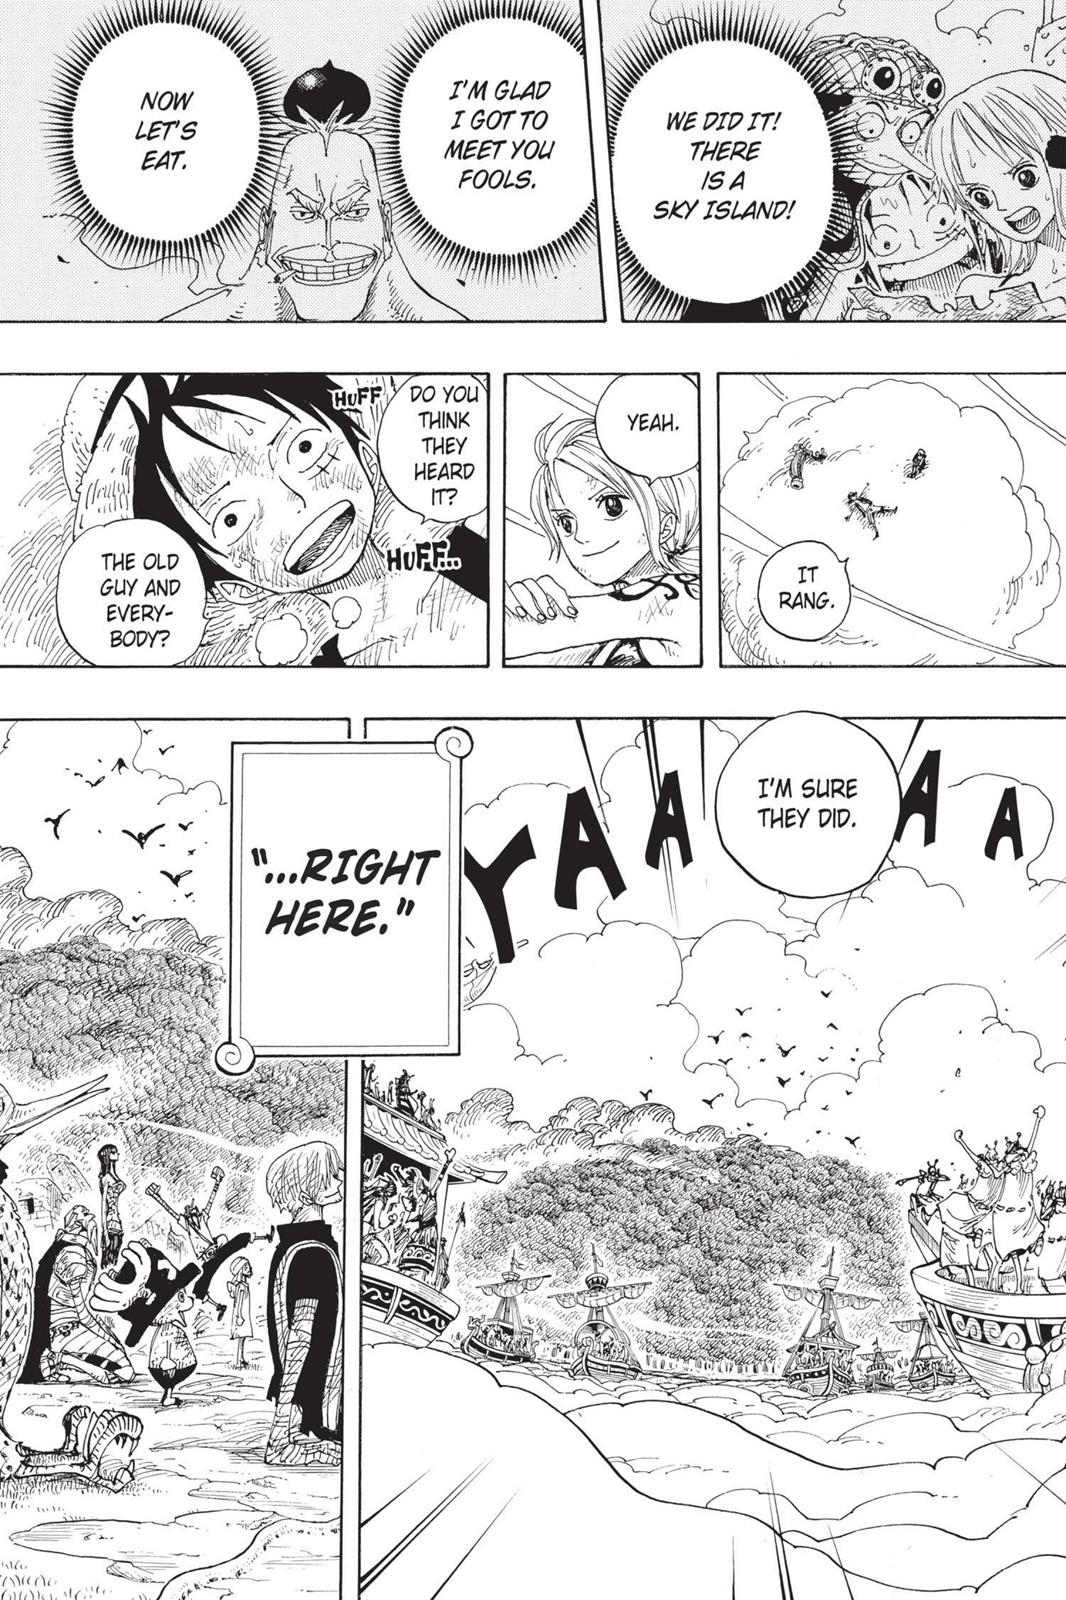 WE DID IT!
THERE
IS A
SKY ISLAND!
I'M GLAD
I GOT TO
MEET YOU
FOOLS.
NOW
LET'S
EAT.
IT
RANG.
YEAH.
HUFF
DO YOU
THINK
THEY
HEARD
IT?
HUFF...
THE OLD
GUY AND
EVERY-
BODY?
I'M SURE
THEY DID.
YAAAA
"...RIGHT
HERE."